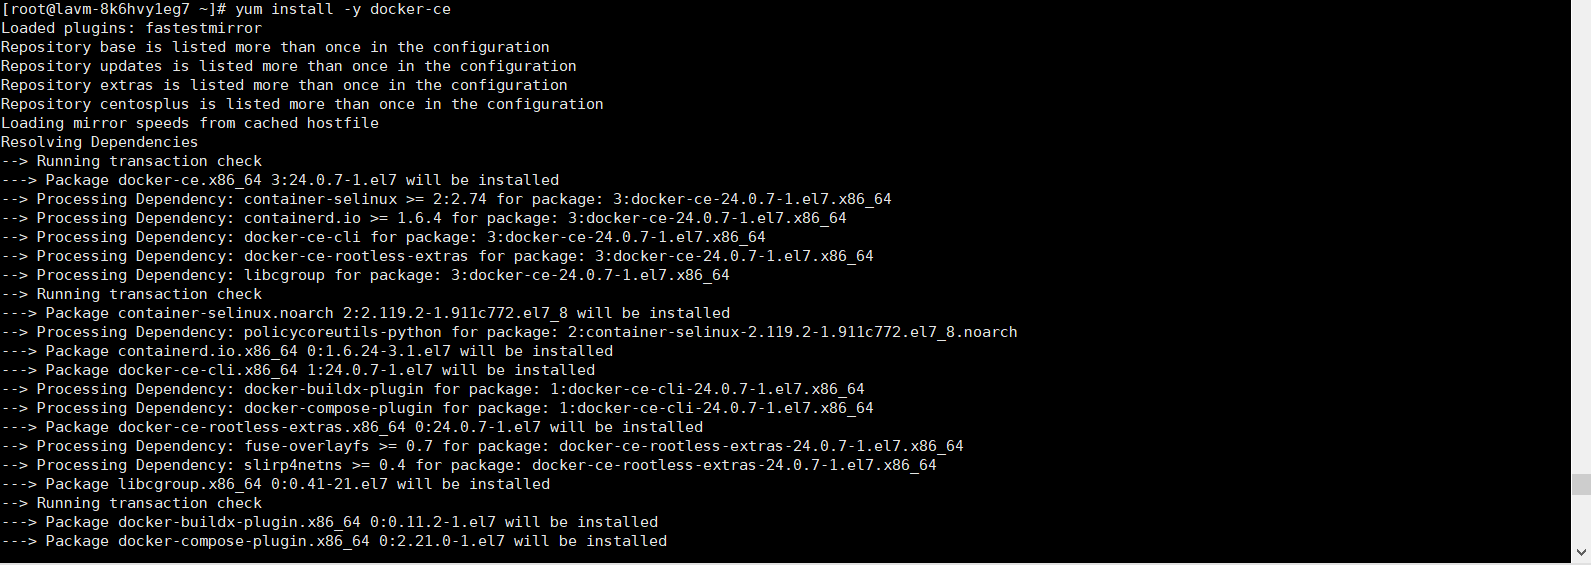 [root@lavm-8k6hvy1eg7 ~]# yum install -y docker-ce
Loaded plugins: fastestmirror
Repository base is listed more than once in the configuration
Repository updates is listed more than once in the configuration
Repository extras is listed more than once in the configuration
Repository centosplus is listed more than once in the configuration
Loading mirror speeds from cached hostfile
Resolving Dependencies
--> Running transaction check
---> Package docker-ce.x86_64 3:24.0.7-1.el7 will be installed
--> Processing Dependency: container-selinux >= 2:2.74 for package: 3:docker-ce-24.0.7-1.el7.x86_64
--> Processing Dependency: containerd.io >= 1.6.4 for package: 3:docker-ce-24.0.7-1.el7.x86_64
--> Processing Dependency: docker-ce-cli for package: 3:docker-ce-24.0.7-1.el7.x86_64
--> Processing Dependency: docker-ce-rootless-extras for package: 3:docker-ce-24.0.7-1.el7.x86_64
--> Processing Dependency: libcgroup for package: 3:docker-ce-24.0.7-1.el7.x86_64
--> Running transaction check
---> Package container-selinux.noarch 2:2.119.2-1.911c772.el7_8 will be installed
--> Processing Dependency: policycoreutils-python for package: 2:container-selinux-2.119.2-1.911c772.el7_8.noarch
---> Package containerd.io.x86_64 0:1.6.24-3.1.el7 will be installed
---> Package docker-ce-cli.x86_64 1:24.0.7-1.el7 will be installed
--> Processing Dependency: docker-buildx-plugin for package: 1:docker-ce-cli-24.0.7-1.el7.x86_64
--> Processing Dependency: docker-compose-plugin for package: 1:docker-ce-cli-24.0.7-1.el7.x86_64
---> Package docker-ce-rootless-extras.x86_64 0:24.0.7-1.el7 will be installed
--> Processing Dependency: fuse-overlayfs >= 0.7 for package: docker-ce-rootless-extras-24.0.7-1.el7.x86_64
--> Processing Dependency: slirp4netns >= 0.4 for package: docker-ce-rootless-extras-24.0.7-1.el7.x86_64
---> Package libcgroup.x86_64 0:0.41-21.el7 will be installed
--> Running transaction check
---> Package docker-buildx-plugin.x86_64 0:0.11.2-1.el7 will be installed
---> Package docker-compose-plugin.x86_64 0:2.21.0-1.el7 will be installed